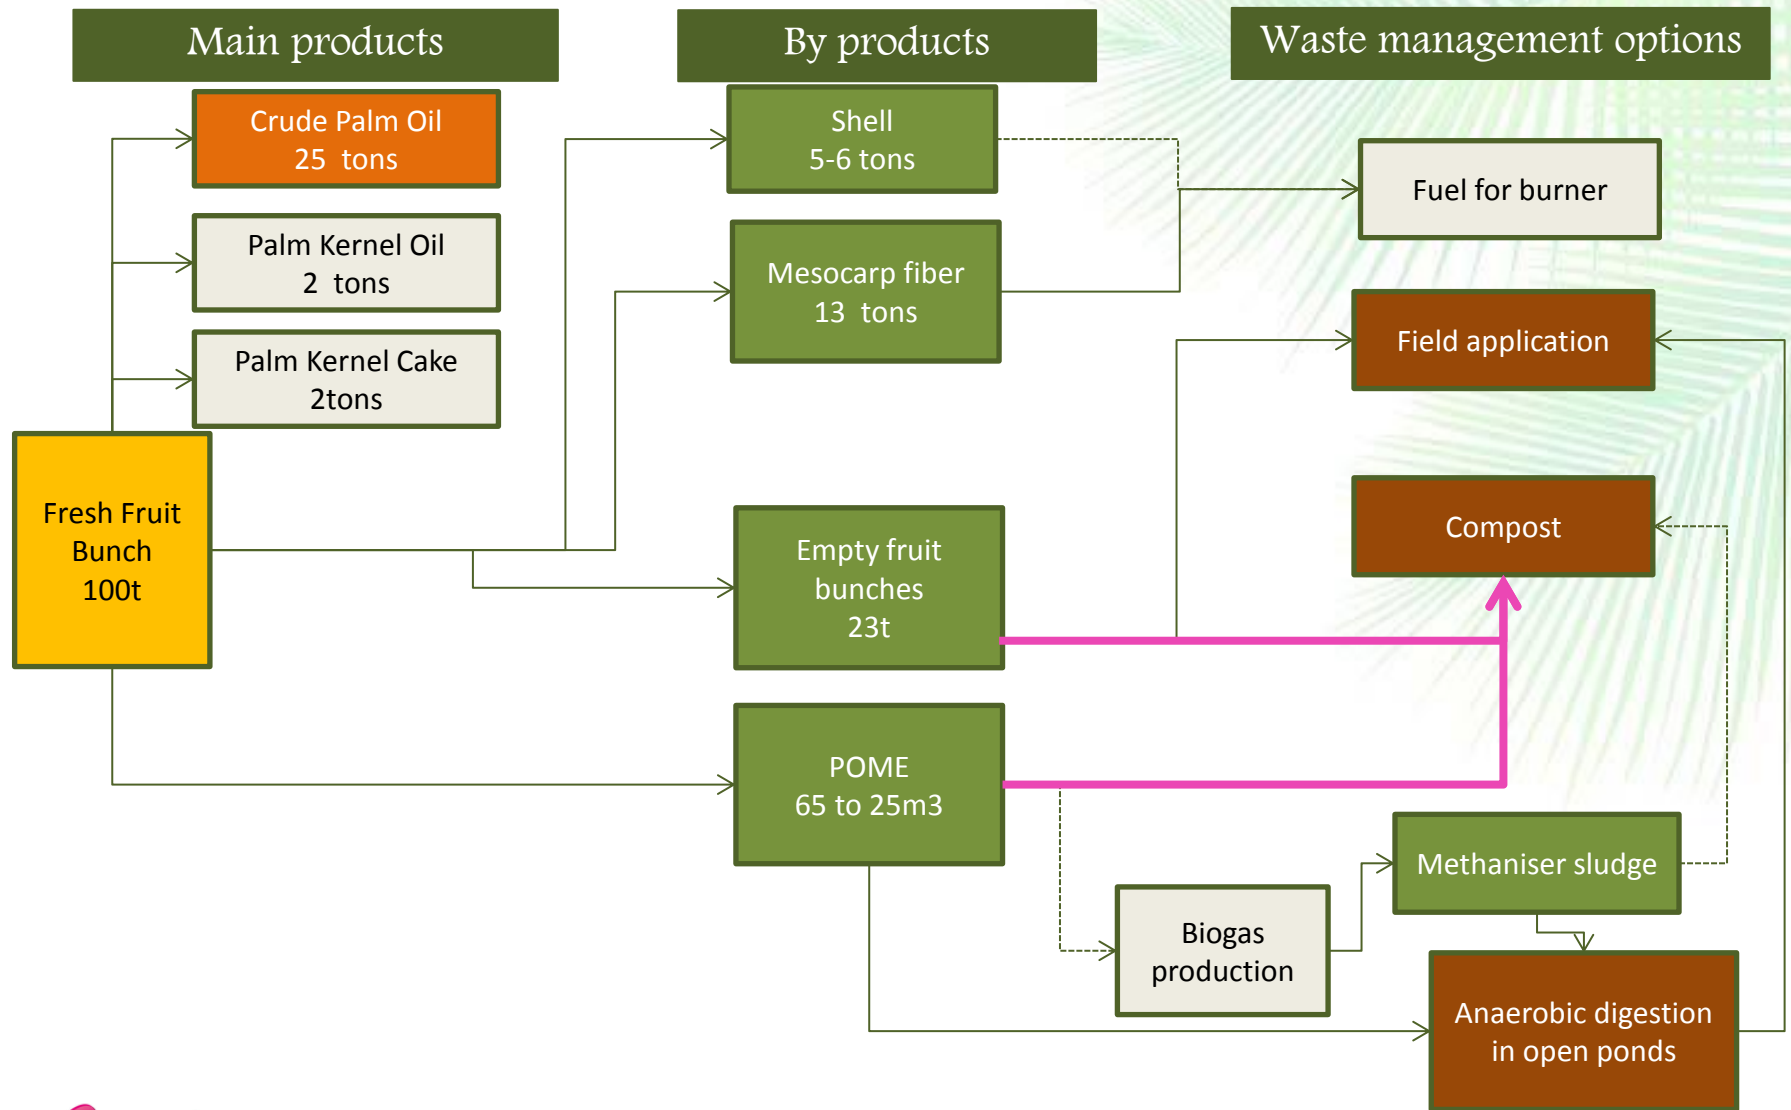 Main products
By products
Waste management options
Crude Palm Oil
25 tons
Palm Kernel Oil
2 tons
Palm Kernel Cake
2tons
Fresh Fruit
Bunch
100t
Shell
5-6 tons
Mesocarp fiber
13 tons
Empty fruit
bunches
23t
POME
65 to 25m3
Fuel for burner
Field application
Compost
Methaniser sludge
Biogas
production
Anaerobic digestion
in open ponds